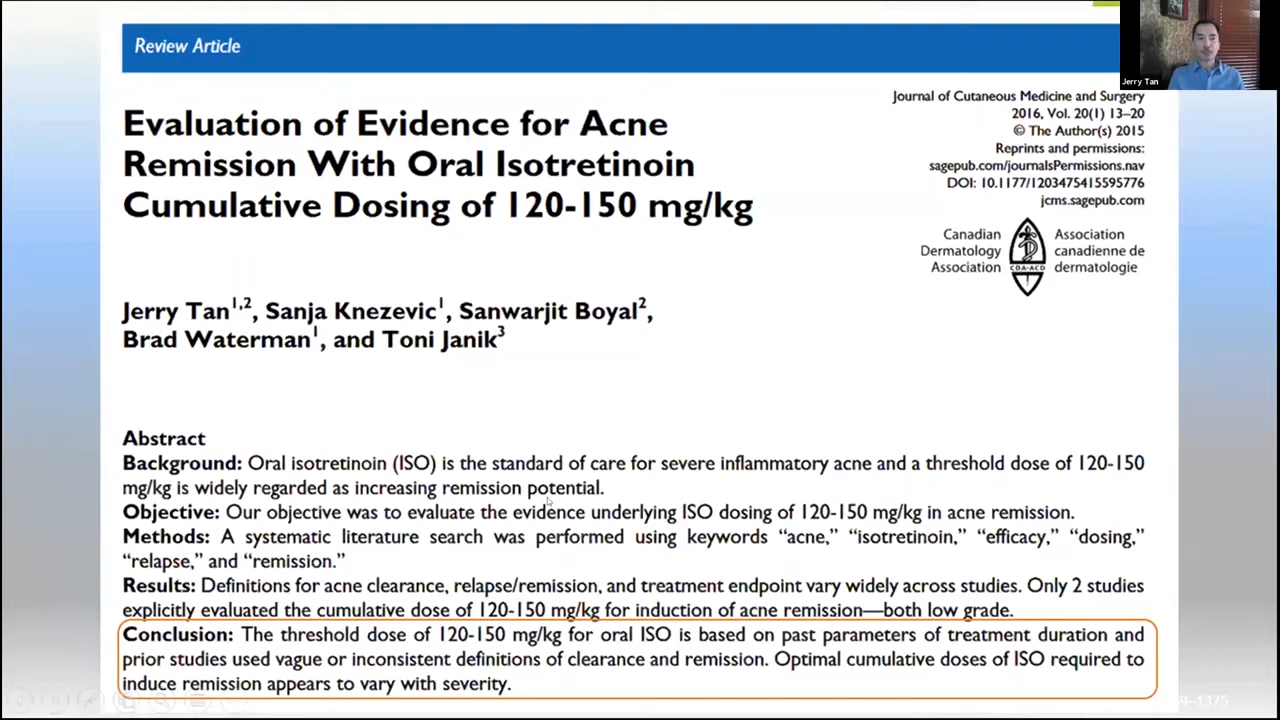 Review Article
Jerry Tan
Evaluation of Evidence for Acne
Remission With Oral Isotretinoin
Cumulative Dosing of 120-150 mg/kg
Journal of Cutaneous Medicine and Surgery
2016, Vol. 20(1) 13–20
© The Author(s) 2015
Reprints and permissions:
sagepub.com/journalsPermissions.nav
DOI: 10.1177/1203475415595776
jcms.sagepub.com
Canadian
Dermatology
Association
CDA-ACD
Association
canadienne de
dermatologie
Jerry Tan1,2, Sanja Knezevic1, Sanwarjit Boyal2,
Brad Waterman1, and Toni Janik3
Abstract
Background: Oral isotretinoin (ISO) is the standard of care for severe inflammatory acne and a threshold dose of 120-150
mg/kg is widely regarded as increasing remission potential.
Objective: Our objective was to evaluate the evidence underlying ISO dosing of 120-150 mg/kg in acne remission.
Methods: A systematic literature search was performed using keywords “acne,” “isotretinoin,” “efficacy,” “dosing,”
“relapse,” and “remission.”
Results: Definitions for acne clearance, relapse/remission, and treatment endpoint vary widely across studies. Only 2 studies
explicitly evaluated the cumulative dose of 120-150 mg/kg for induction of acne remission—both low grade.
Conclusion: The threshold dose of 120-150 mg/kg for oral ISO is based on past parameters of treatment duration and
prior studies used vague or inconsistent definitions of clearance and remission. Optimal cumulative doses of ISO required to
induce remission appears to vary with severity.
9–1375